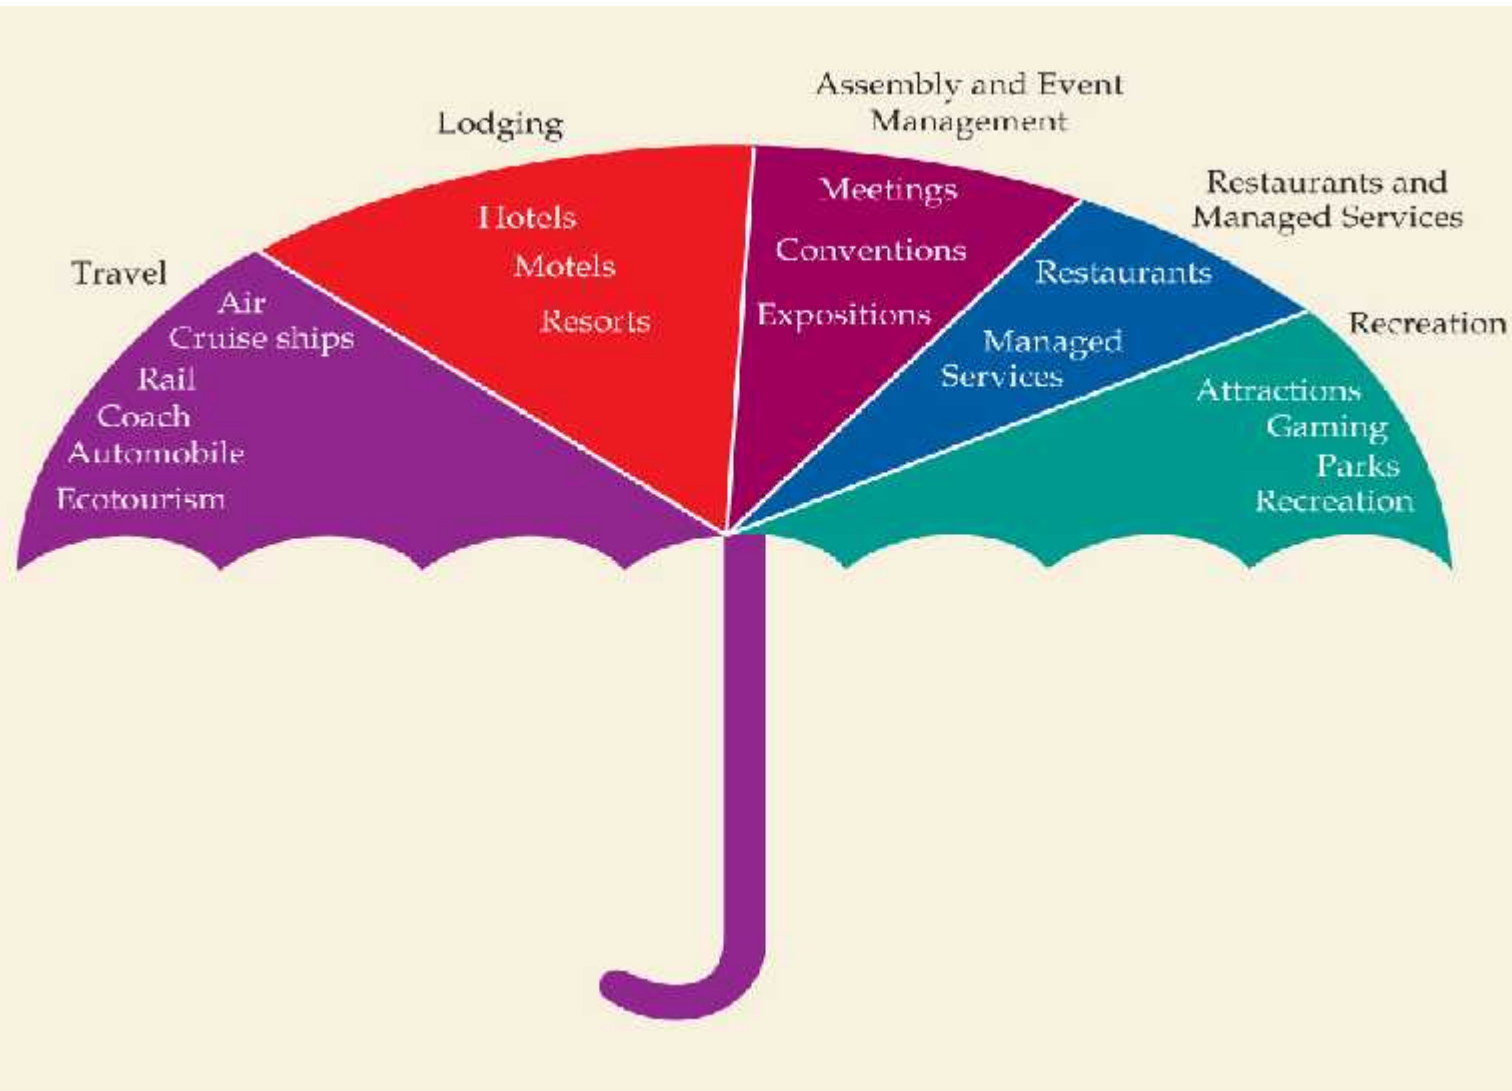 Travel
Air
Cruise ships
Rail
Coach
Automobile
Ecotourism
Lodging
Hotels
Motels
Resorts
Assembly and Event
Management
Meetings
Conventions
Expositions
Restaurants and
Managed Services
Restaurants
Managed
Services
Recreation
Attractions
Gaming
Parks
Recreation